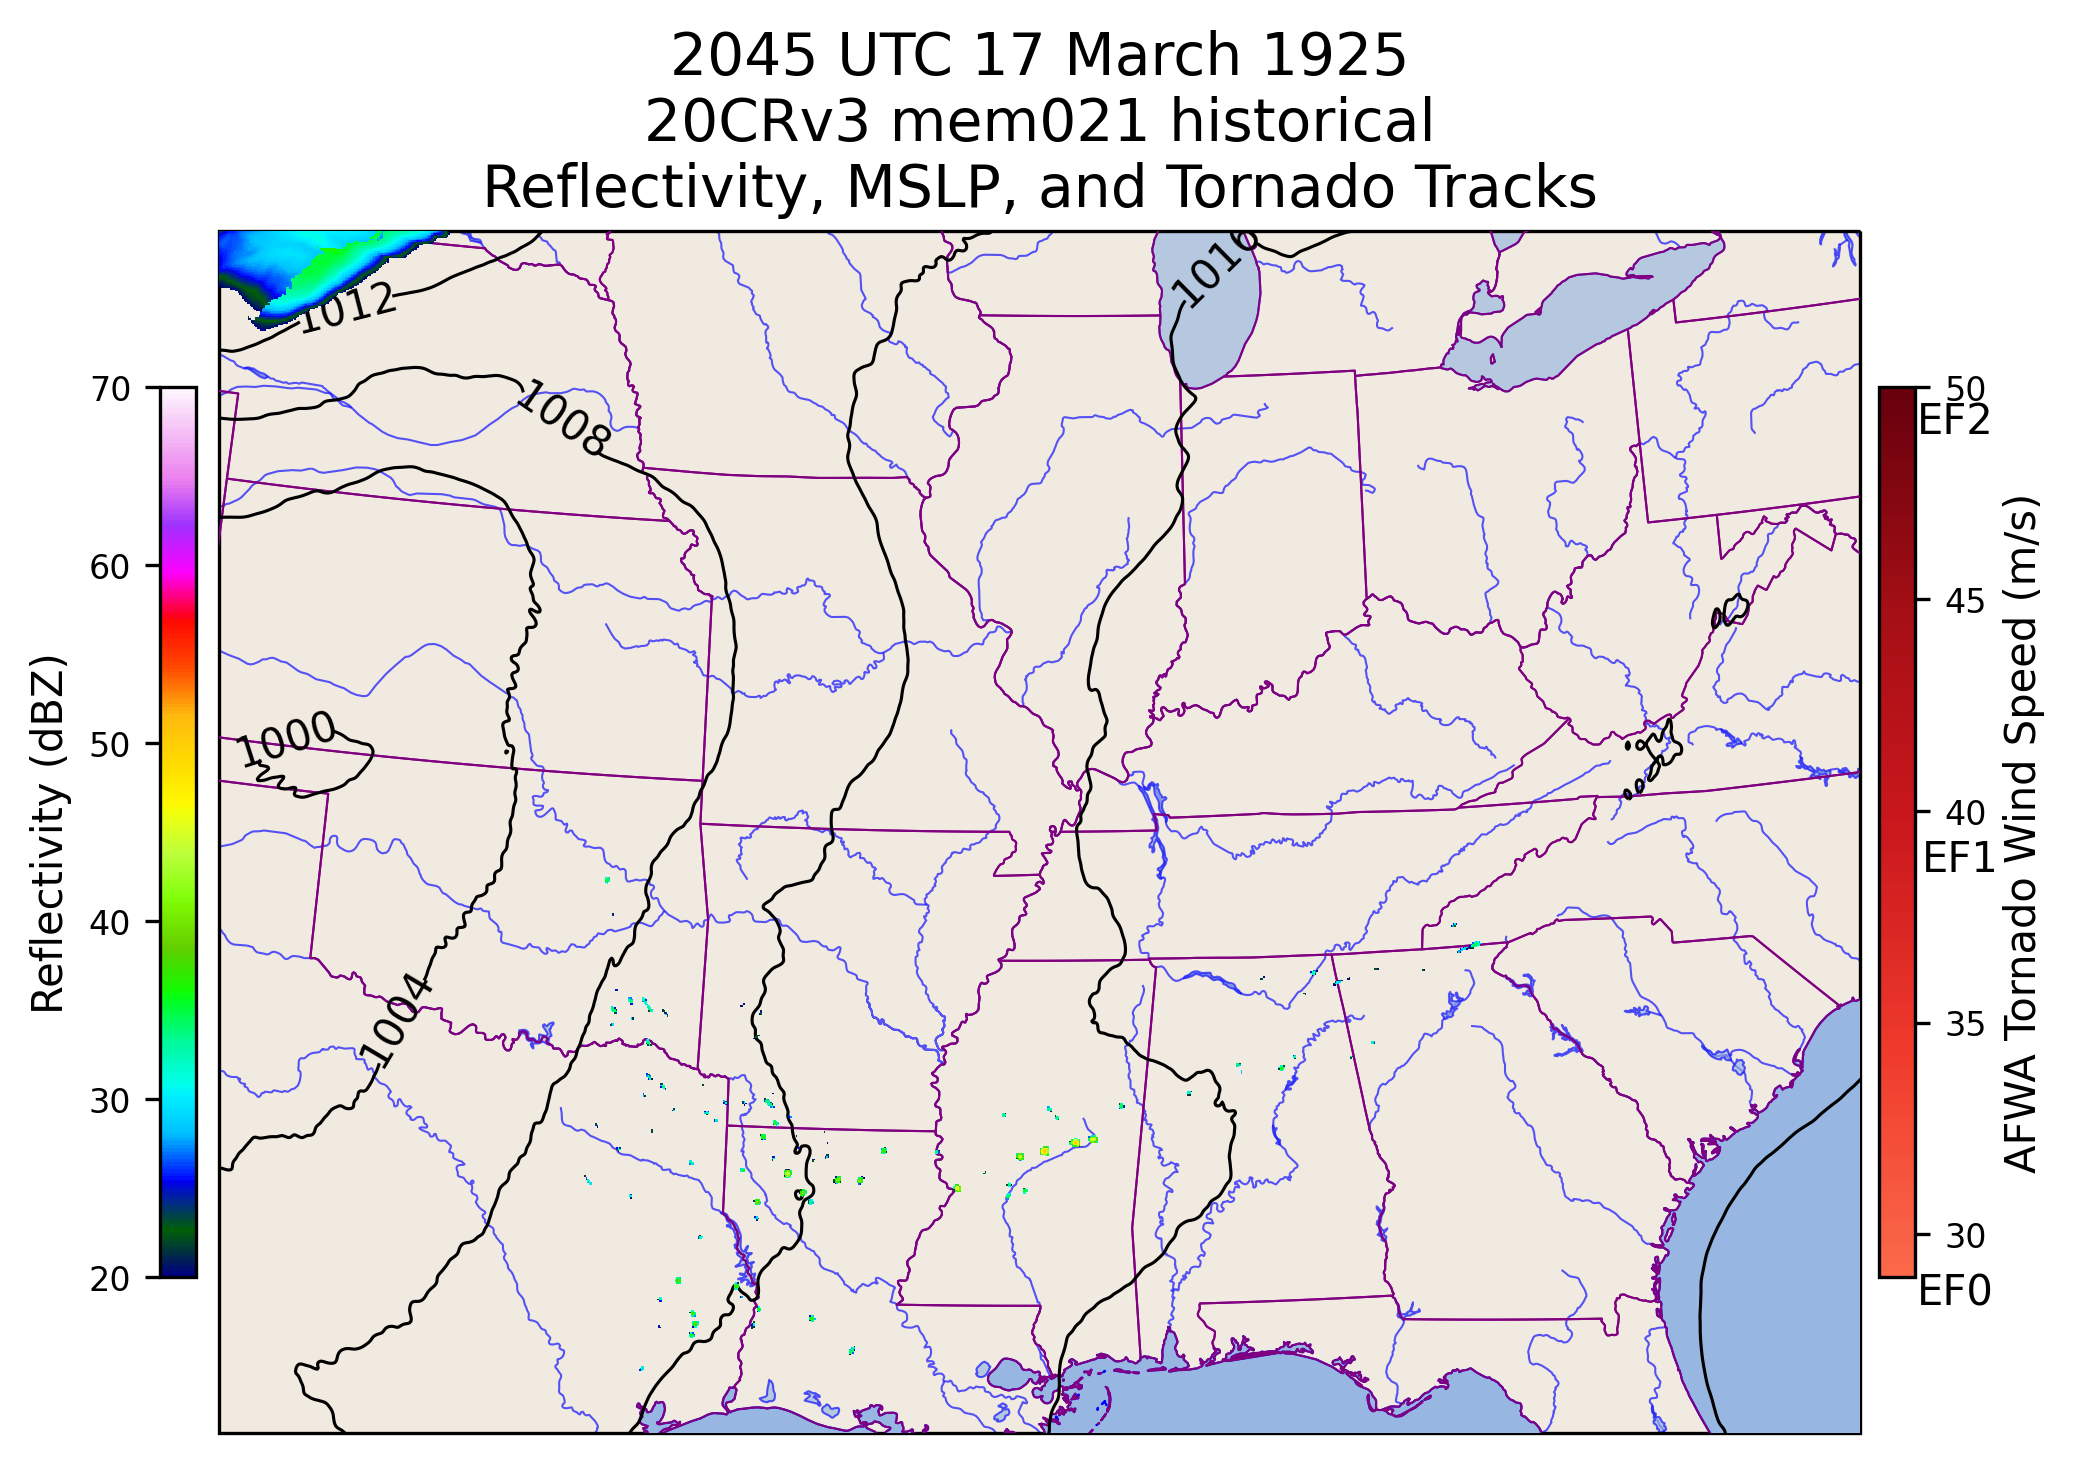 2045 UTC 17 March 1925
20CRv3 mem021 historical
Reflectivity, MSLP, and Tornado Tracks
1016
1012
1008
1000
1004
70
60
50
40
30
20
Reflectivity (dBZ)
50
EF2
45
40
EF1
35
30
EF0
AFWA Tornado Wind Speed (m/s)